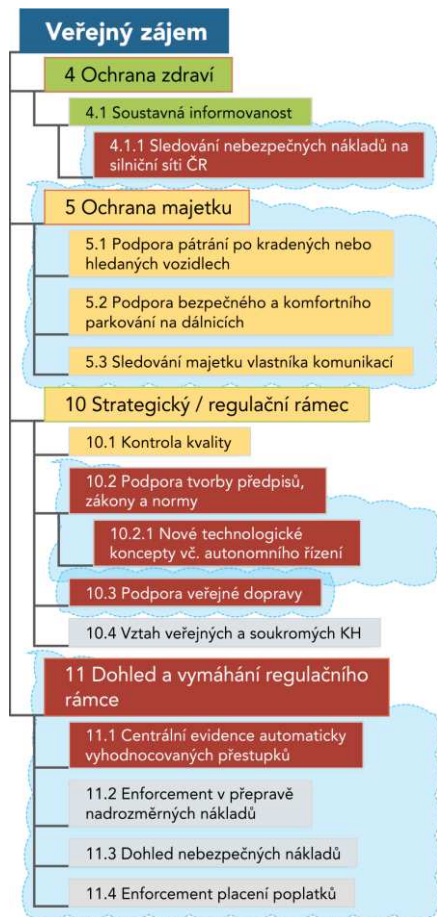 Veřejný zájem
4 Ochrana zdraví
4.1 Soustavná informovanost
4.1.1 Sledování nebezpečných nákladů na
silniční síti ČR
5 Ochrana majetku
5.1 Podpora pátrání po kradených nebo
hledaných vozidlech
5.2 Podpora bezpečného a komfortního
parkování na dálnicích
5.3 Sledování majetku vlastníka komunikací
10 Strategický / regulační rámec
10.1 Kontrola kvality
10.2 Podpora tvorby předpisů,
zákony a normy
10.2.1 Nové technologické
koncepty vč. autonomního řízení
10.3 Podpora veřejné dopravy
10.4 Vztah veřejných a soukromých KH
11 Dohled a vymáhání regulačního
rámce
11.1 Centrální evidence automaticky
vyhodnocovaných přestupků
11.2 Enforcement v přepravě
nadrozměrných nákladů
11.3 Dohled nebezpečných nákladů
11.4 Enforcement placení poplatků